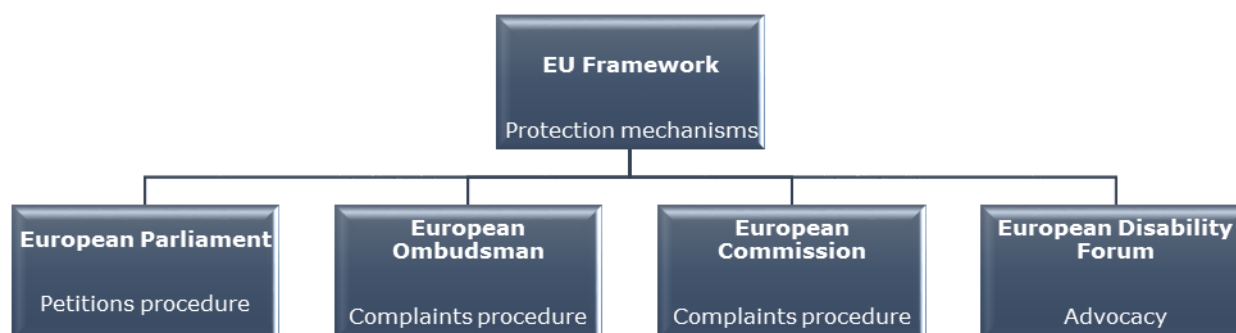 EU Framework
Protection mechanisms
European Parliament
Petitions procedure
European
Ombudsman
Complaints procedure
European
Commission
Complaints procedure
European Disability
Forum
Advocacy